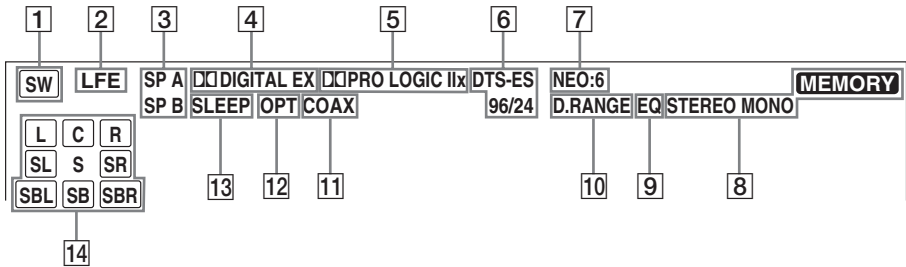 1 2 3 4 5 6 7
SW LFE SP A DIGITAL EX PRO LOGIC IIx DTS-ES NEO:6 MEMORY
SP B SLEEP OPT COAX 96/24 D.RANGE EQ STEREO MONO
L C R
SL S SR
SBL SB SBR
13 12 11 10 9 8
14